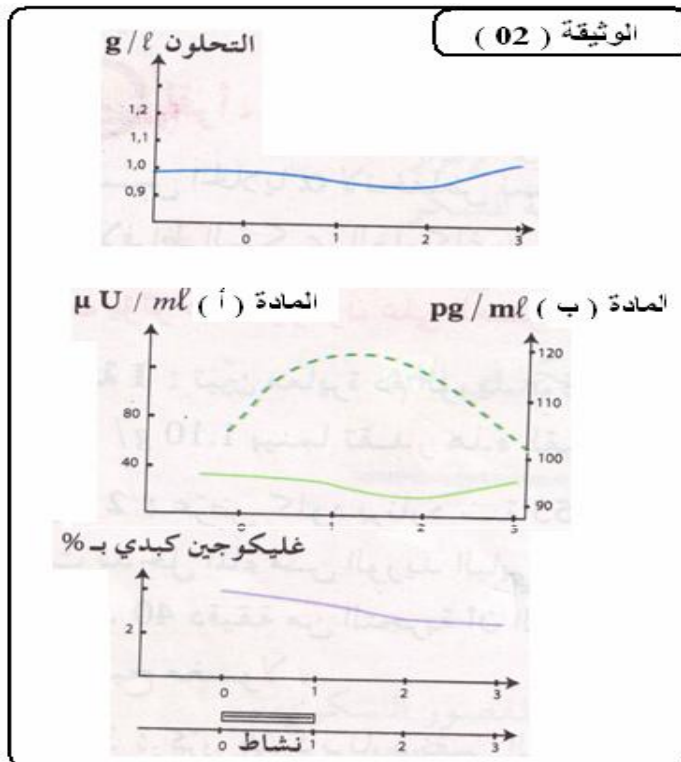 الوثيقة ( 02 )
التحلون g / ℓ
1,2
1,1
1,0
0,9
0 1 2 3
المادة ( أ ) μ U / mℓ
المادة ( ب ) pg / mℓ
80
40
120
110
100
90
0 1 2 3
غليكوجين كبدي بـ %
2
0 1 2 3
0 نشاط 1 2 3